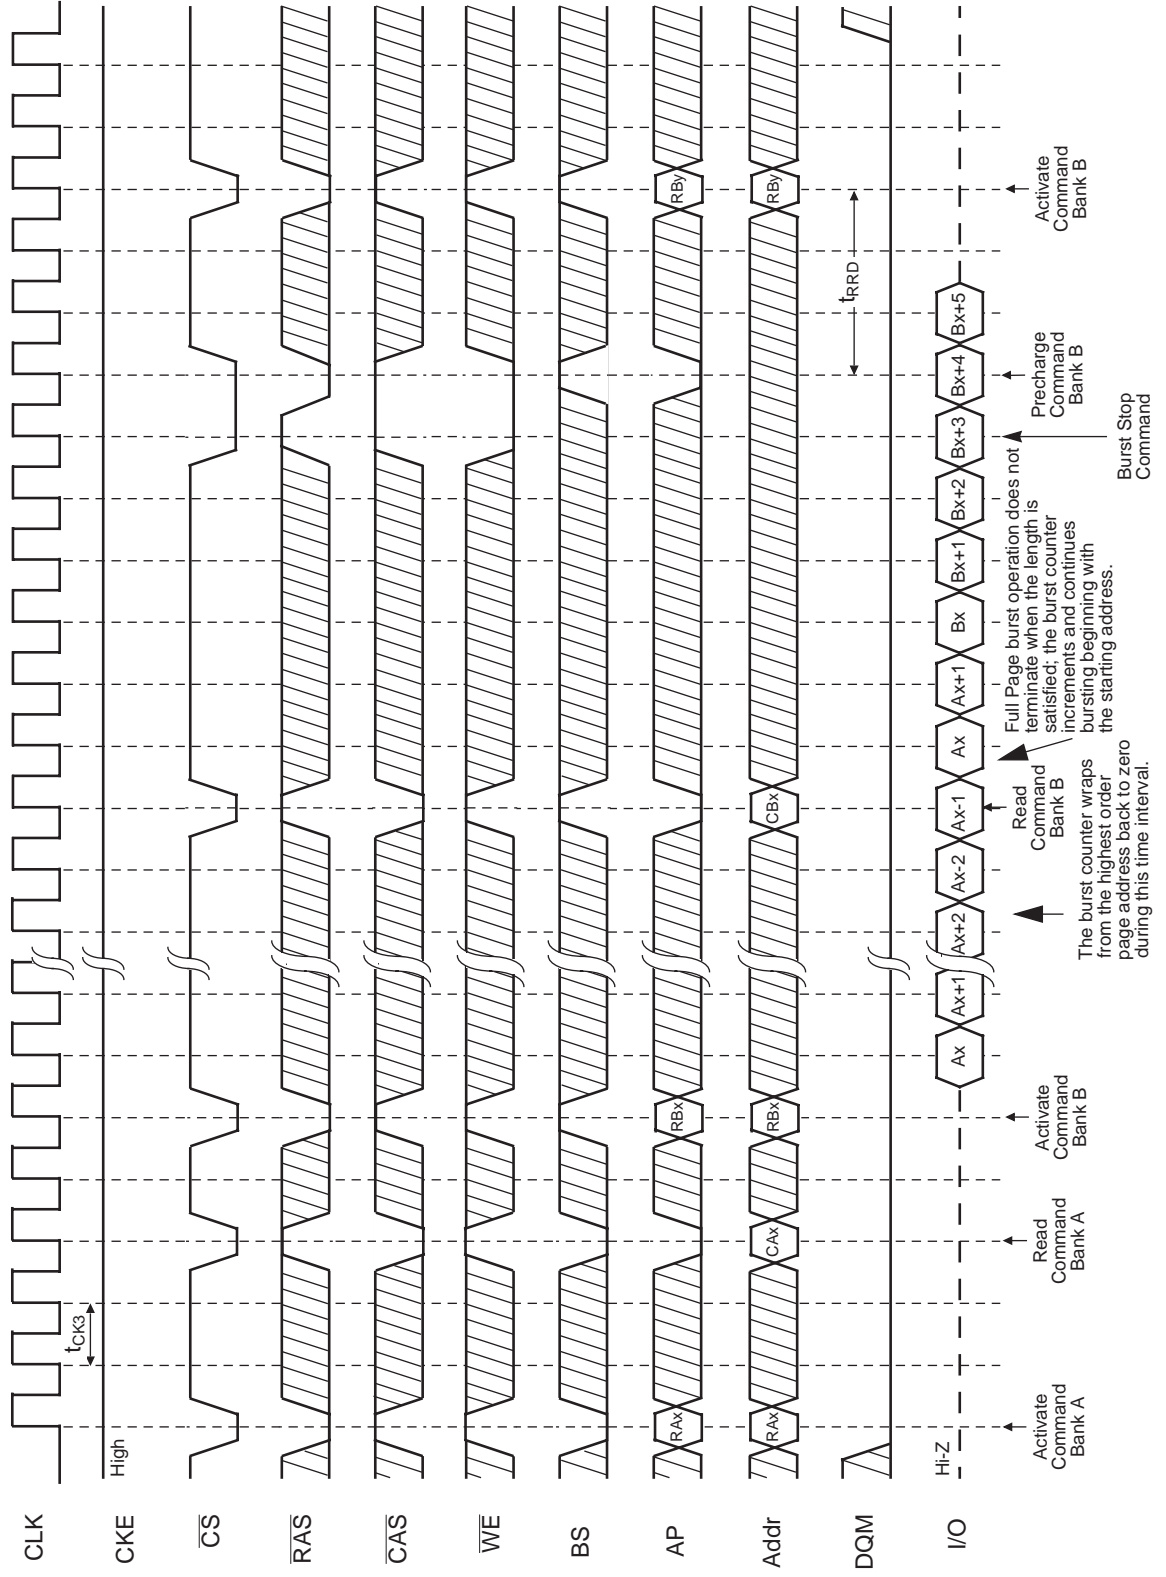 CLK
CKE
CS
RAS
CAS
WE
BS
AP
Addr
DQM
I/O
tCK3
High
RAx
RBx
RBy
RAx
CAx
RBx
CBx
RBy
tRRD
Hi-Z
Ax
Ax+1
Ax+2
Ax-2
Ax-1
Ax
Ax+1
Bx
Bx+1
Bx+2
Bx+3
Bx+4
Bx+5
Activate
Command
Bank A
Read
Command
Bank A
Activate
Command
Bank B
The burst counter wraps
from the highest order
page address back to zero
during this time interval.
Read
Command
Bank B
Full Page burst operation does not
terminate when the length is
satisfied; the burst counter
increments and continues
bursting beginning with
the starting address.
Burst Stop
Command
Precharge
Command
Bank B
Activate
Command
Bank B